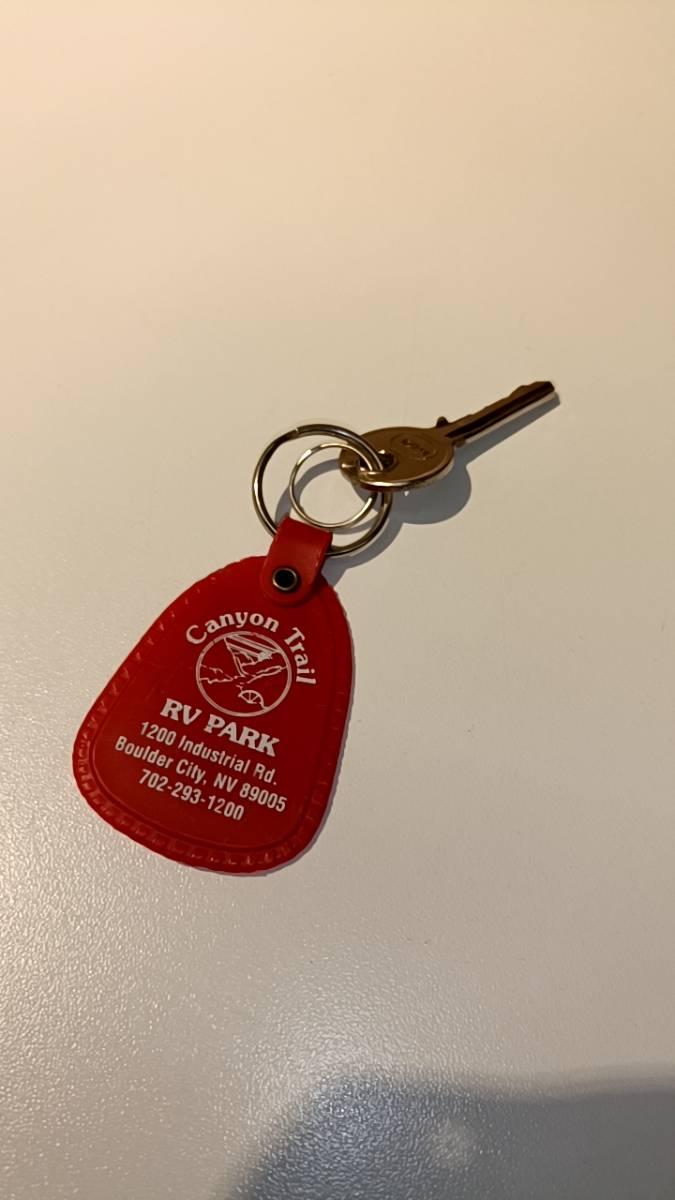 Canyon Trail
RV PARK
1200 Industrial Rd.
Boulder City, NV 89005
702-293-1200